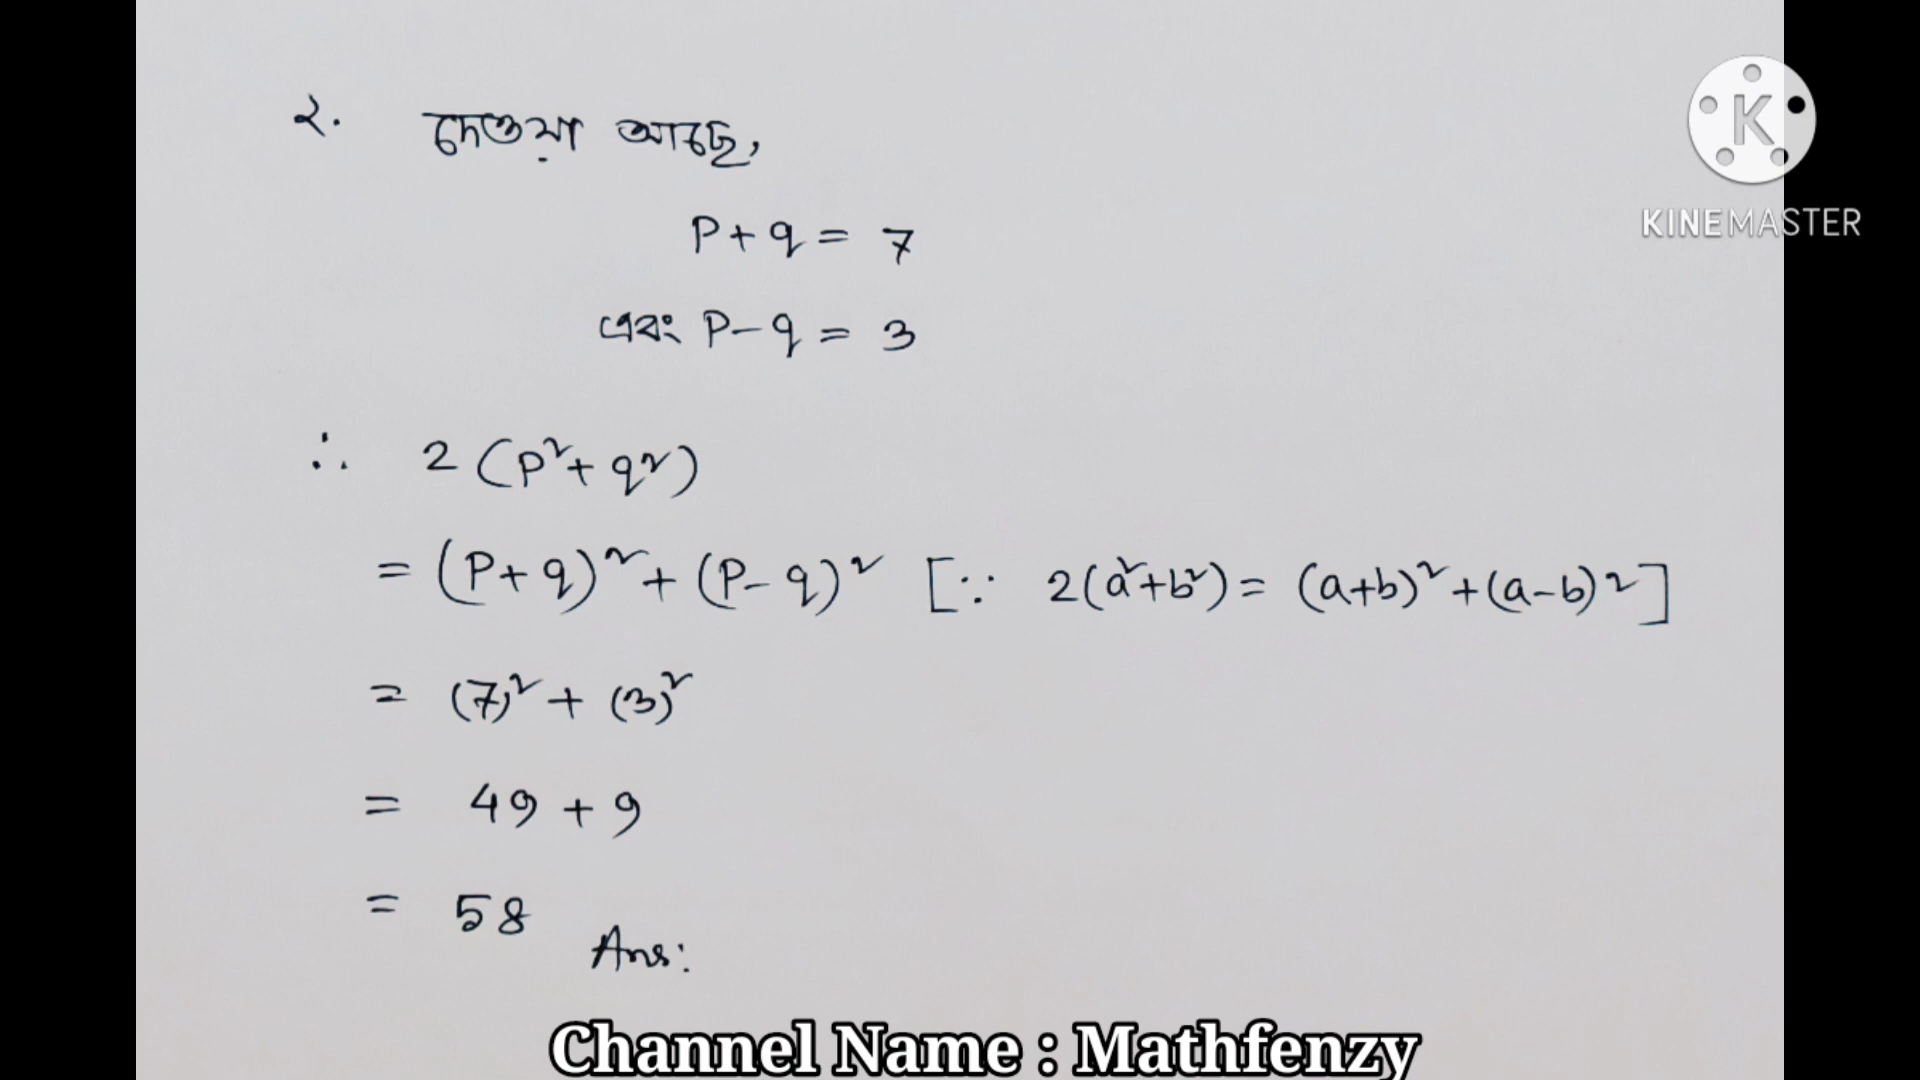 ২. দেওয়া আছে,
P + q = 7
এবং P - q = 3
∴ 2 (p² + q²)
= (P + q)² + (P - q)² [∵ 2(a² + b²) = (a+b)² + (a-b)²]
= (7)² + (3)²
= 49 + 9
= 58 Ans:
K
KINEMASTER
Channel Name : Mathfenzy